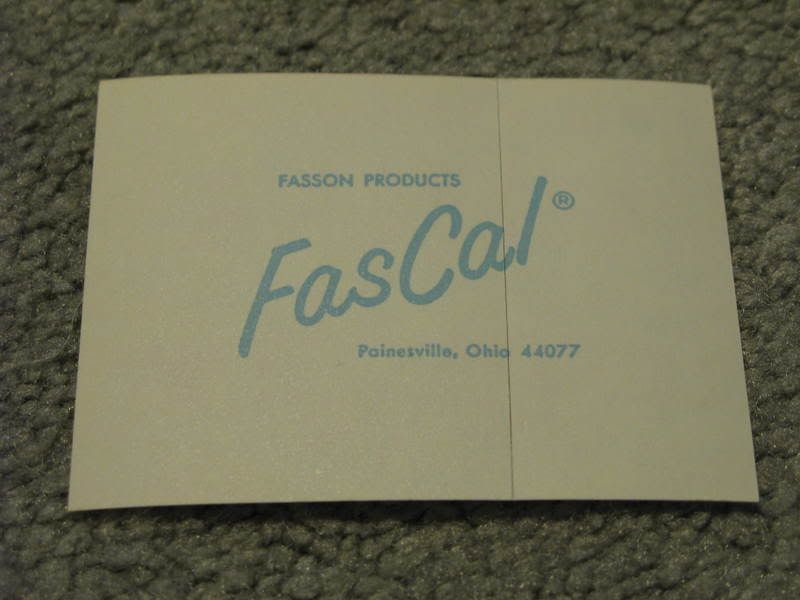 FASSON PRODUCTS
FasCal®
Painesville, Ohio 44077